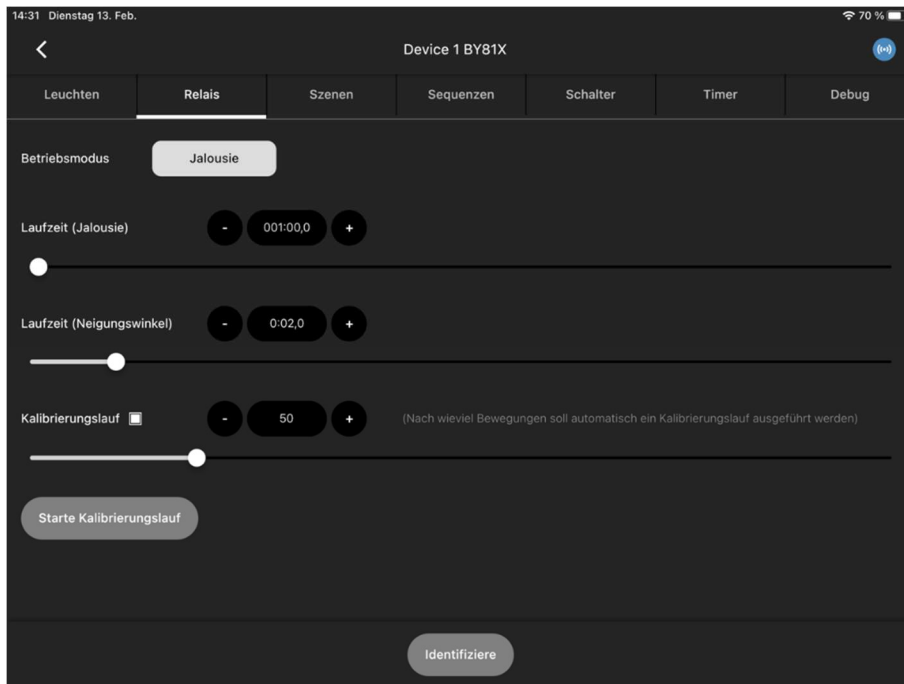 14:31 Dienstag 13. Feb. 70 %
Device 1 BY81X
Leuchten Relais Szenen Sequenzen Schalter Timer Debug
Betriebsmodus Jalousie
Laufzeit (Jalousie) - 001:00,0 +
Laufzeit (Neigungswinkel) - 0:02,0 +
Kalibrierungslauf - 50 + (Nach wieviel Bewegungen soll automatisch ein Kalibrierungslauf ausgeführt werden)
Starte Kalibrierungslauf
Identifiziere